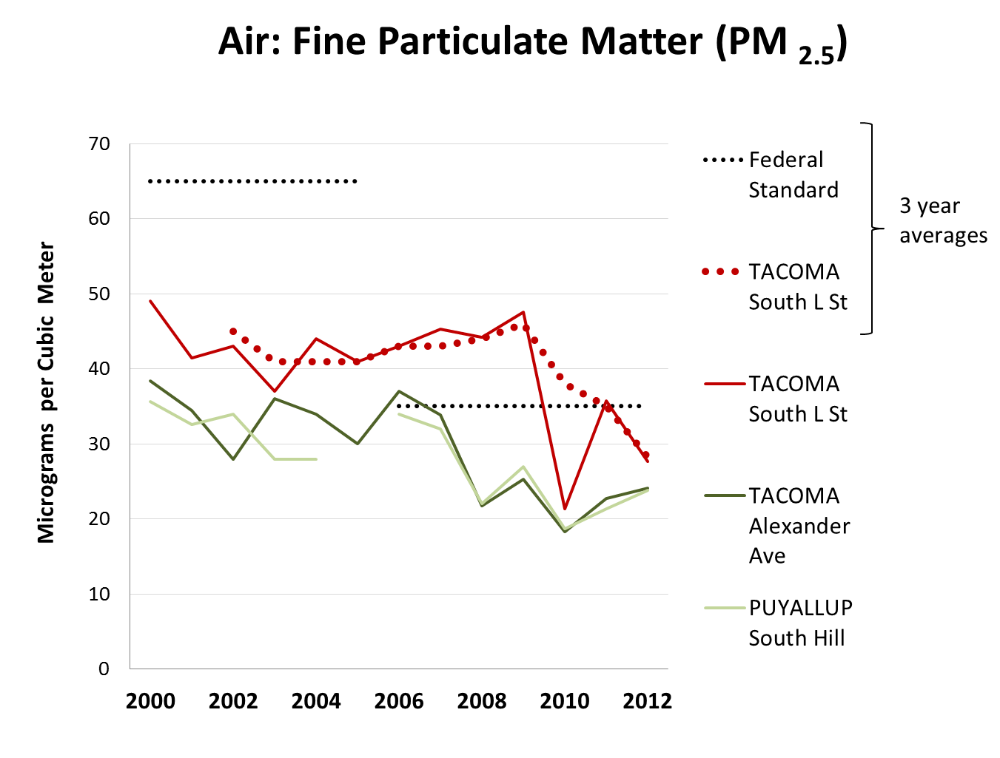 Air: Fine Particulate Matter (PM 2.5)
70
60
50
40
30
20
10
0
Micrograms per Cubic Meter
2000 2002 2004 2006 2008 2010 2012
Federal
Standard
TACOMA
South L St
3 year
averages
TACOMA
South L St
TACOMA
Alexander
Ave
PUYALLUP
South Hill